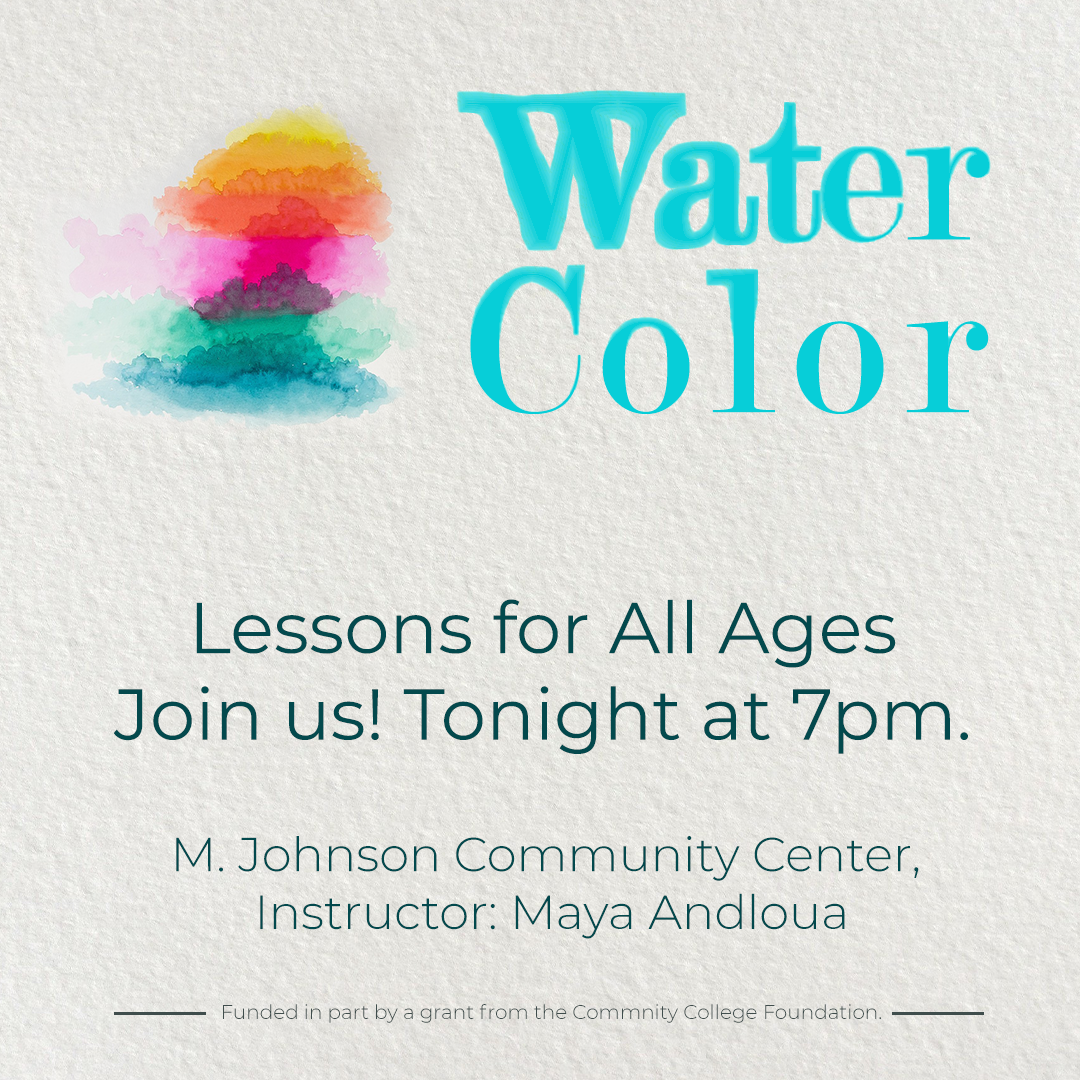 Water
Color
Lessons for All Ages
Join us! Tonight at 7pm.
M. Johnson Community Center,
Instructor: Maya Andloua
Funded in part by a grant from the Commnity College Foundation.